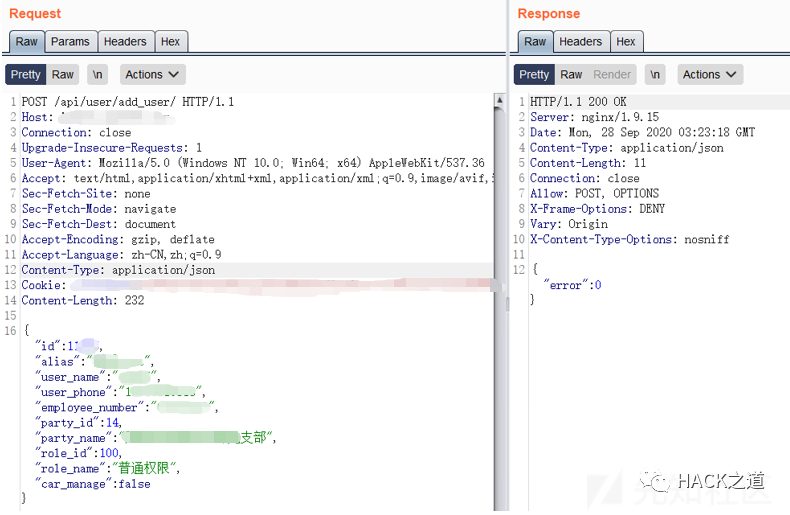 Request
Raw Params Headers Hex
Pretty Raw \n Actions
1 POST /api/user/add_user/ HTTP/1.1
2 Host:
3 Connection: close
4 Upgrade-Insecure-Requests: 1
5 User-Agent: Mozilla/5.0 (Windows NT 10.0; Win64; x64) AppleWebKit/537.36
6 Accept: text/html,application/xhtml+xml,application/xml;q=0.9,image/avif,
7 Sec-Fetch-Site: none
8 Sec-Fetch-Mode: navigate
9 Sec-Fetch-Dest: document
10 Accept-Encoding: gzip, deflate
11 Accept-Language: zh-CN,zh;q=0.9
12 Content-Type: application/json
13 Cookie:
14 Content-Length: 232
15
16 {
"id":11
"alias":"",
"user_name":"",
"user_phone":"1",
"employee_number":"",
"party_id":14,
"party_name":"支部",
"role_id":100,
"role_name":"普通权限",
"car_manage":false
}
Response
Raw Headers Hex
Pretty Raw Render \n Actions
1 HTTP/1.1 200 OK
2 Server: nginx/1.9.15
3 Date: Mon, 28 Sep 2020 03:23:18 GMT
4 Content-Type: application/json
5 Content-Length: 11
6 Connection: close
7 Allow: POST, OPTIONS
8 X-Frame-Options: DENY
9 Vary: Origin
10 X-Content-Type-Options: nosniff
11
12 {
"error":0
}
HACK之道
先知社区